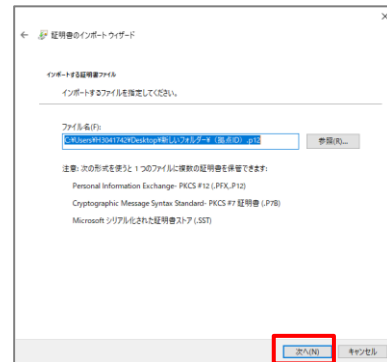 証明書のインポート ウィザード
インポートする証明書ファイル
インポートするファイルを指定してください。
ファイル名(F):
C:¥Users¥H3041742¥Desktop¥新しいフォルダー¥（拠点ID）.p12
参照(R)...
注意: 次の形式を使うと 1 つのファイルに複数の証明書を保管できます:
Personal Information Exchange- PKCS #12 (.PFX,.P12)
Cryptographic Message Syntax Standard- PKCS #7 証明書 (.P7B)
Microsoft シリアル化された証明書ストア (.SST)
次へ(N)
キャンセル